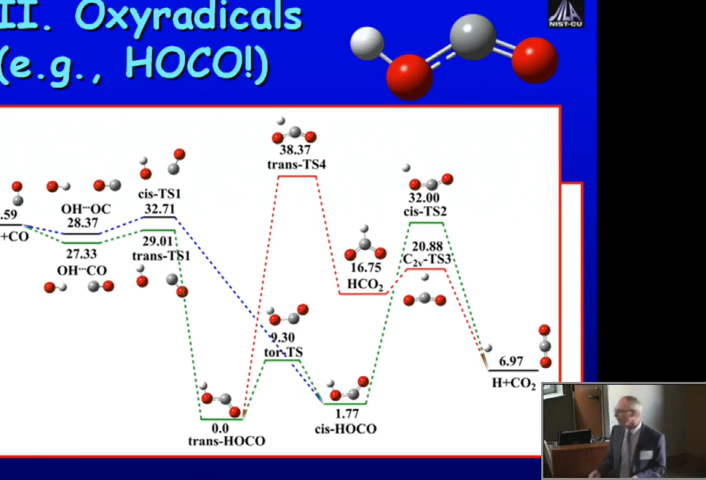 II. Oxyradicals
(e.g., HOCO!)
JILA
NIST-CU
38.37
trans-TS4
cis-TS1
32.71
32.00
cis-TS2
.59
+CO
OH···OC
28.37
29.01
trans-TS1
27.33
OH···CO
20.88
C2v-TS3
16.75
HCO2
9.30
tor-TS
6.97
H+CO2
0.0
trans-HOCO
1.77
cis-HOCO